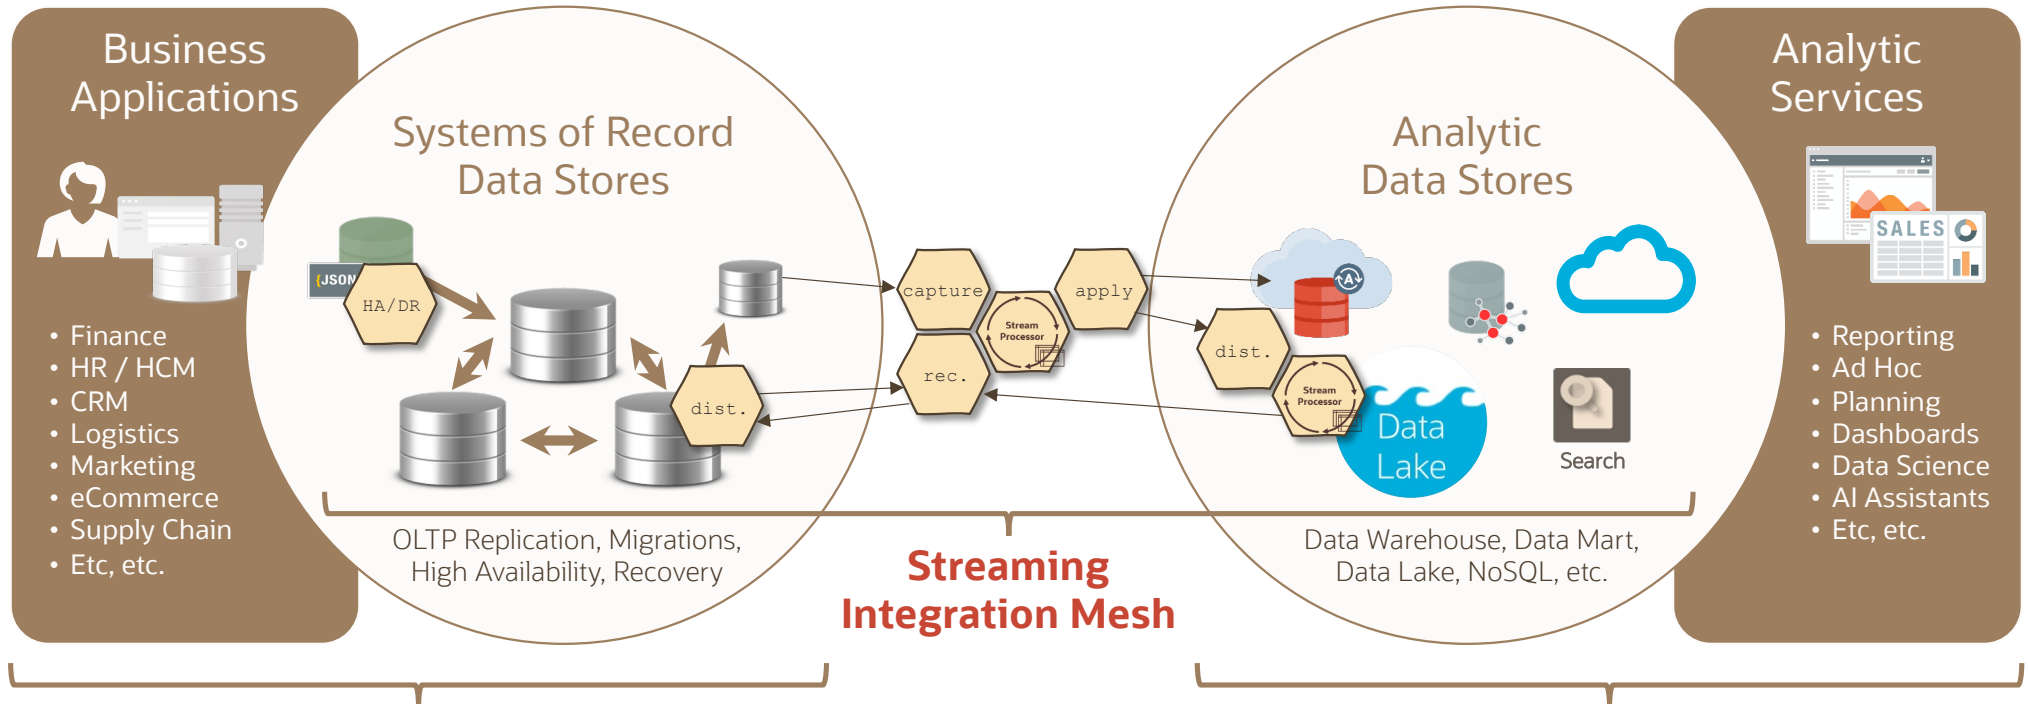 Business
Applications
• Finance
• HR / HCM
• CRM
• Logistics
• Marketing
• eCommerce
• Supply Chain
• Etc, etc.
Systems of Record
Data Stores
{JSON
HA/DR
dist.
OLTP Replication, Migrations,
High Availability, Recovery
capture
Stream
Processor
rec.
apply
Streaming
Integration Mesh
Analytic
Data Stores
A
dist.
Stream
Processor
Data
Lake
Search
Data Warehouse, Data Mart,
Data Lake, NoSQL, etc.
Analytic
Services
SALES
• Reporting
• Ad Hoc
• Planning
• Dashboards
• Data Science
• AI Assistants
• Etc, etc.